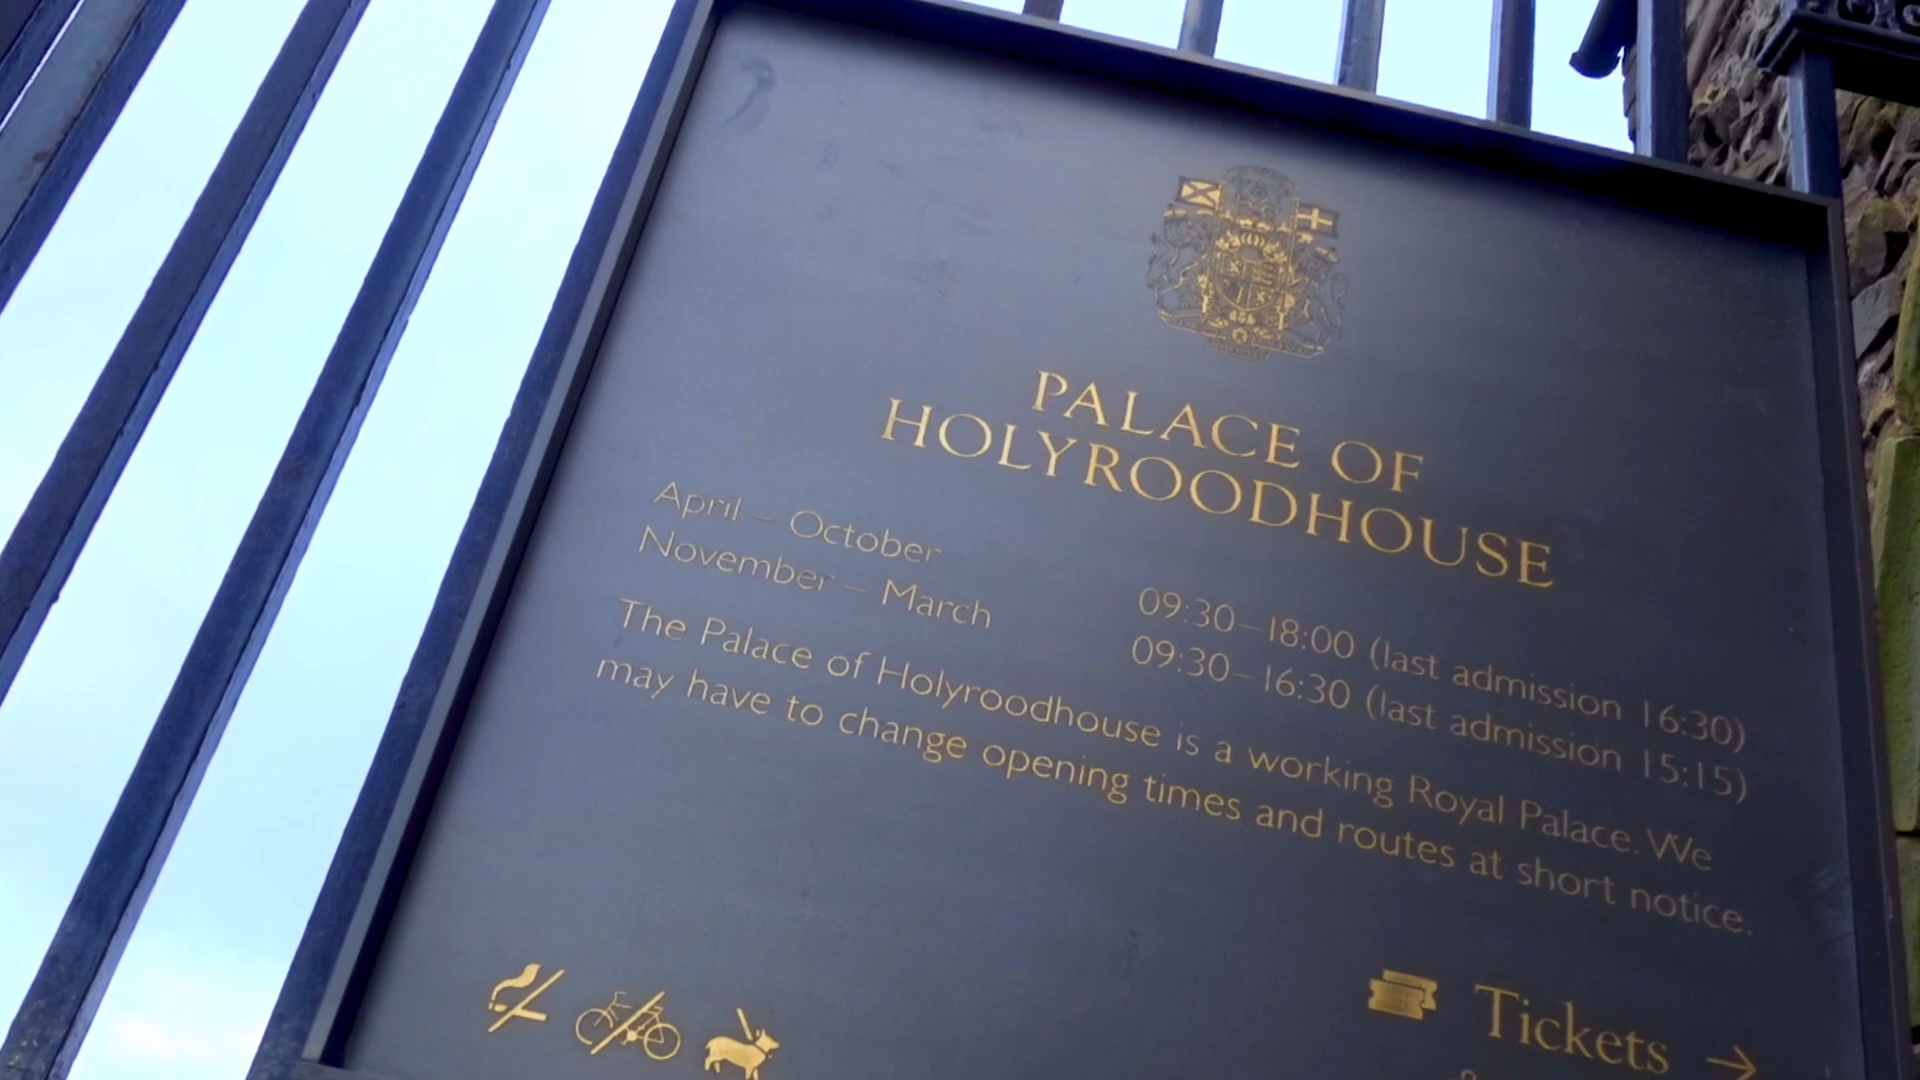 PALACE OF
HOLYROODHOUSE
April – October 09:30–18:00 (last admission 16:30)
November – March 09:30–16:30 (last admission 15:15)
The Palace of Holyroodhouse is a working Royal Palace. We
may have to change opening times and routes at short notice.
Tickets →